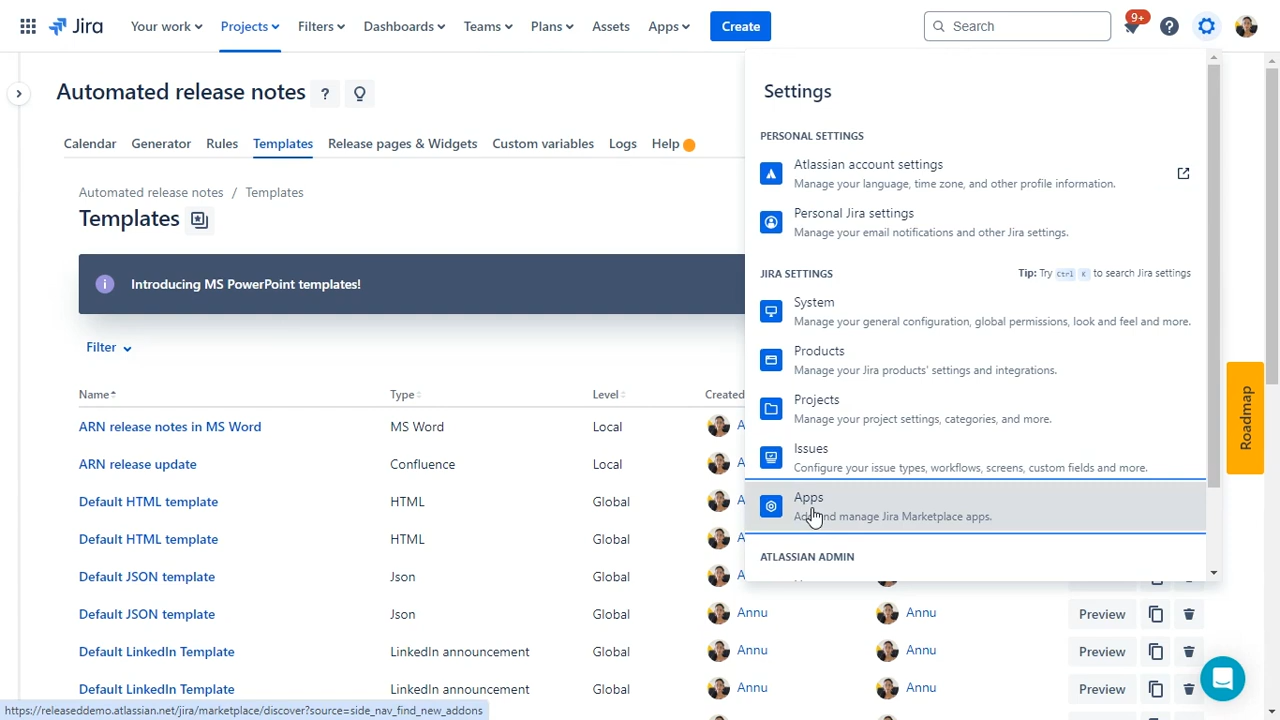 Jira Your work Projects Filters Dashboards Teams Plans Assets Apps Create Search 9+
Automated release notes ?
Calendar Generator Rules Templates Release pages & Widgets Custom variables Logs Help
Automated release notes / Templates
Templates
i Introducing MS PowerPoint templates!
Filter
Name Type Level Created
ARN release notes in MS Word MS Word Local A
ARN release update Confluence Local A
Default HTML template HTML Global A
Default HTML template HTML Global A
Default JSON template Json Global A
Default JSON template Json Global Annu Annu Preview
Default LinkedIn Template LinkedIn announcement Global Annu Annu Preview
Default LinkedIn Template LinkedIn announcement Global Annu Annu Preview
Settings
PERSONAL SETTINGS
Atlassian account settings
Manage your language, time zone, and other profile information.
Personal Jira settings
Manage your email notifications and other Jira settings.
JIRA SETTINGS Tip: Try ctrl K to search Jira settings
System
Manage your general configuration, global permissions, look and feel and more.
Products
Manage your Jira products' settings and integrations.
Projects
Manage your project settings, categories, and more.
Issues
Configure your issue types, workflows, screens, custom fields and more.
Apps
Add and manage Jira Marketplace apps.
ATLASSIAN ADMIN
Roadmap
https://releaseddemo.atlassian.net/jira/marketplace/discover?source=side_nav_find_new_addons